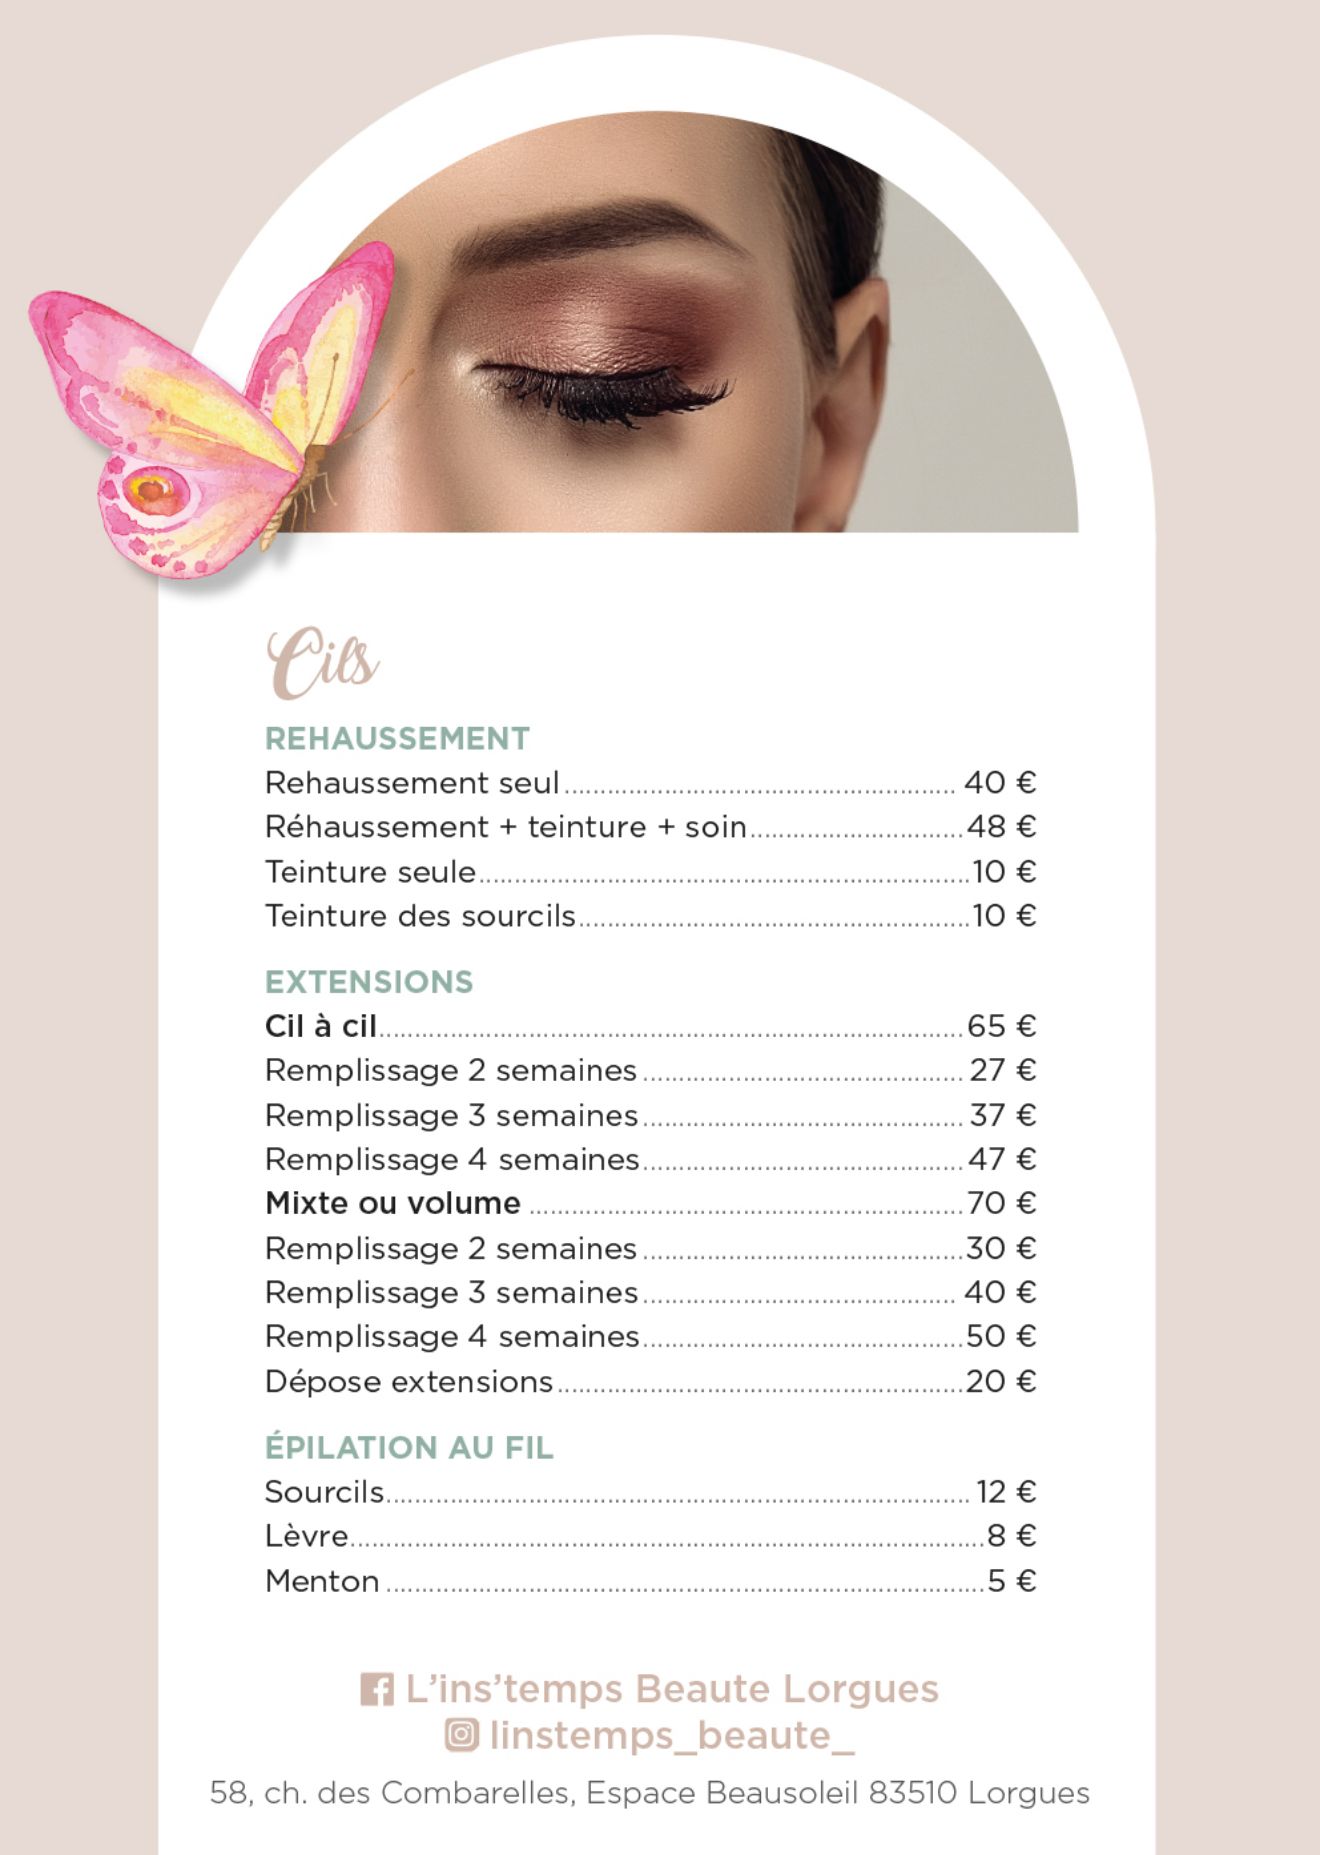 Cils
REHAUSSEMENT
Rehaussement seul 40 €
Réhaussement + teinture + soin 48 €
Teinture seule 10 €
Teinture des sourcils 10 €
EXTENSIONS
Cil à cil 65 €
Remplissage 2 semaines 27 €
Remplissage 3 semaines 37 €
Remplissage 4 semaines 47 €
Mixte ou volume 70 €
Remplissage 2 semaines 30 €
Remplissage 3 semaines 40 €
Remplissage 4 semaines 50 €
Dépose extensions 20 €
ÉPILATION AU FIL
Sourcils 12 €
Lèvre 8 €
Menton 5 €
L'ins'temps Beaute Lorgues
linstemps_beaute_
58, ch. des Combarelles, Espace Beausoleil 83510 Lorgues